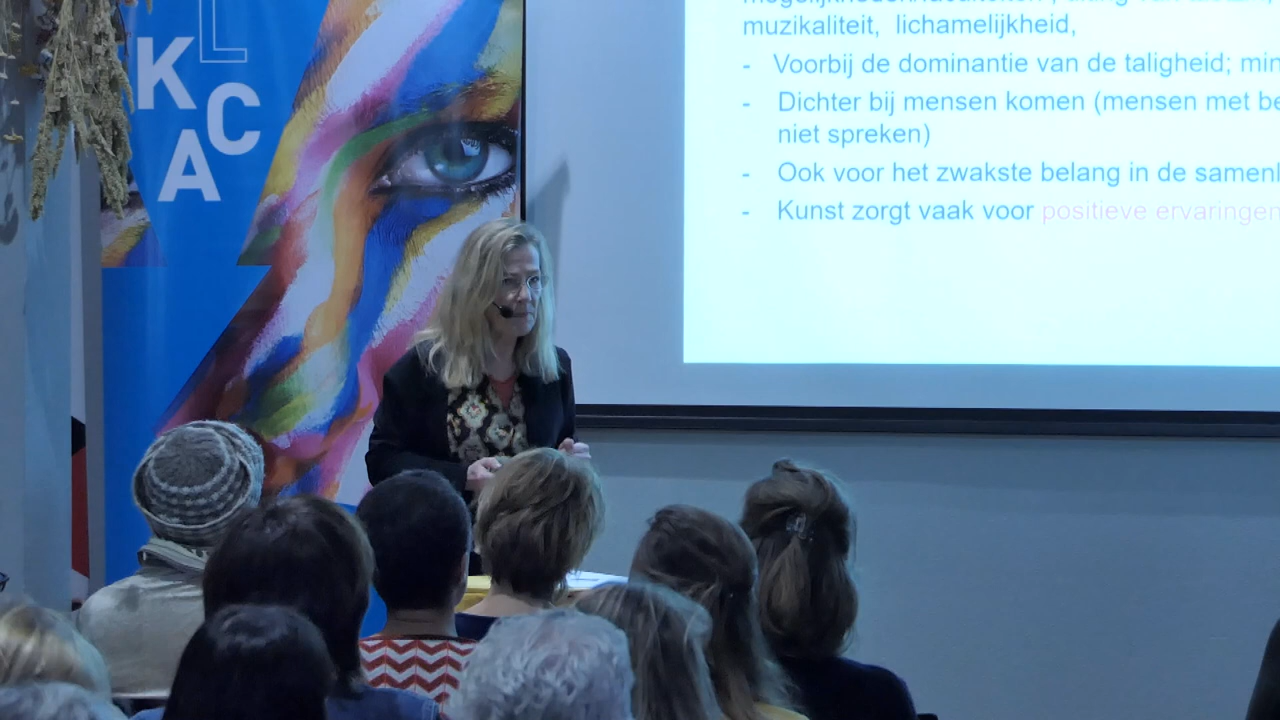 L
K
C
A
muzikaliteit, lichamelijkheid,
- Voorbij de dominantie van de taligheid;
- Dichter bij mensen komen (mensen met
niet spreken)
- Ook voor het zwakste belang in de
- Kunst zorgt vaak voor positieve ervaringen